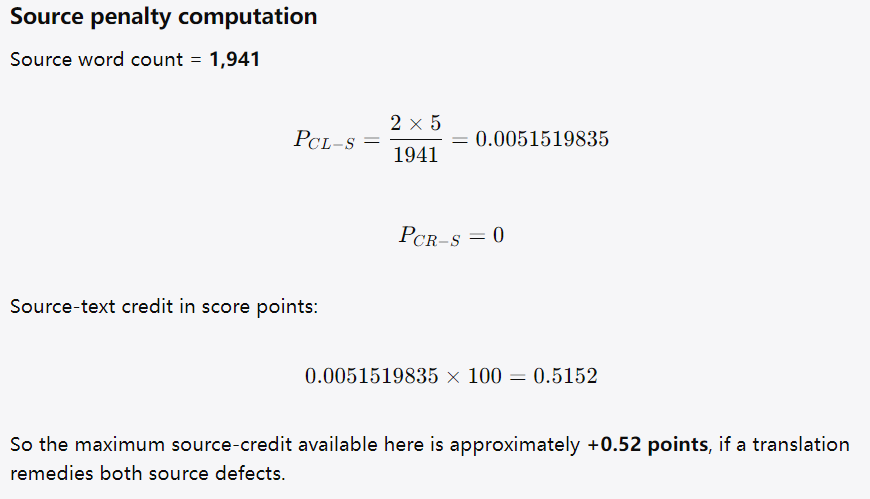 Source penalty computation
Source word count = 1,941
P_{CL-S} = \frac{2 × 5}{1941} = 0.0051519835
P_{CR-S} = 0
Source-text credit in score points:
0.0051519835 × 100 = 0.5152
So the maximum source-credit available here is approximately +0.52 points, if a translation
remedies both source defects.